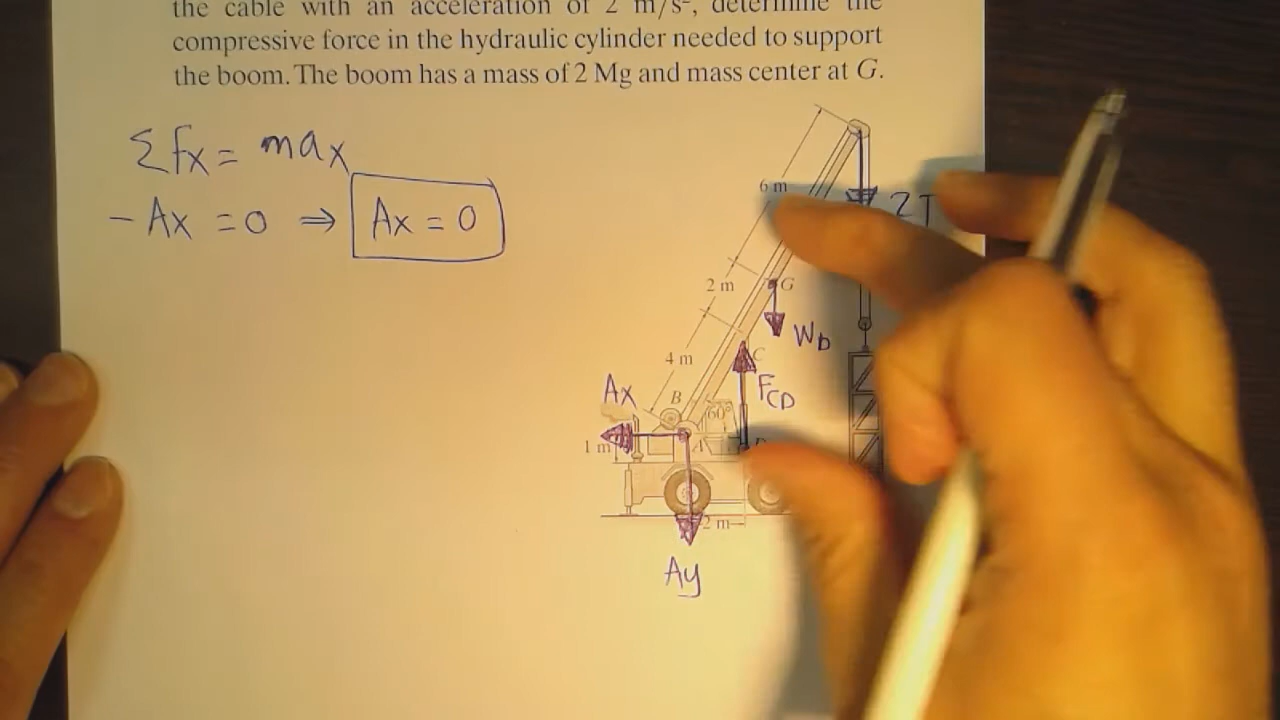 the cable with an acceleration of 2 m/s², determine the
compressive force in the hydraulic cylinder needed to support
the boom. The boom has a mass of 2 Mg and mass center at G.
Σfx = max
- Ax = 0 ⇒ Ax = 0
6 m
2T
2 m
G
Wb
4 m
C
Ax
B
FCD
60°
1 m
A
2 m
Ay